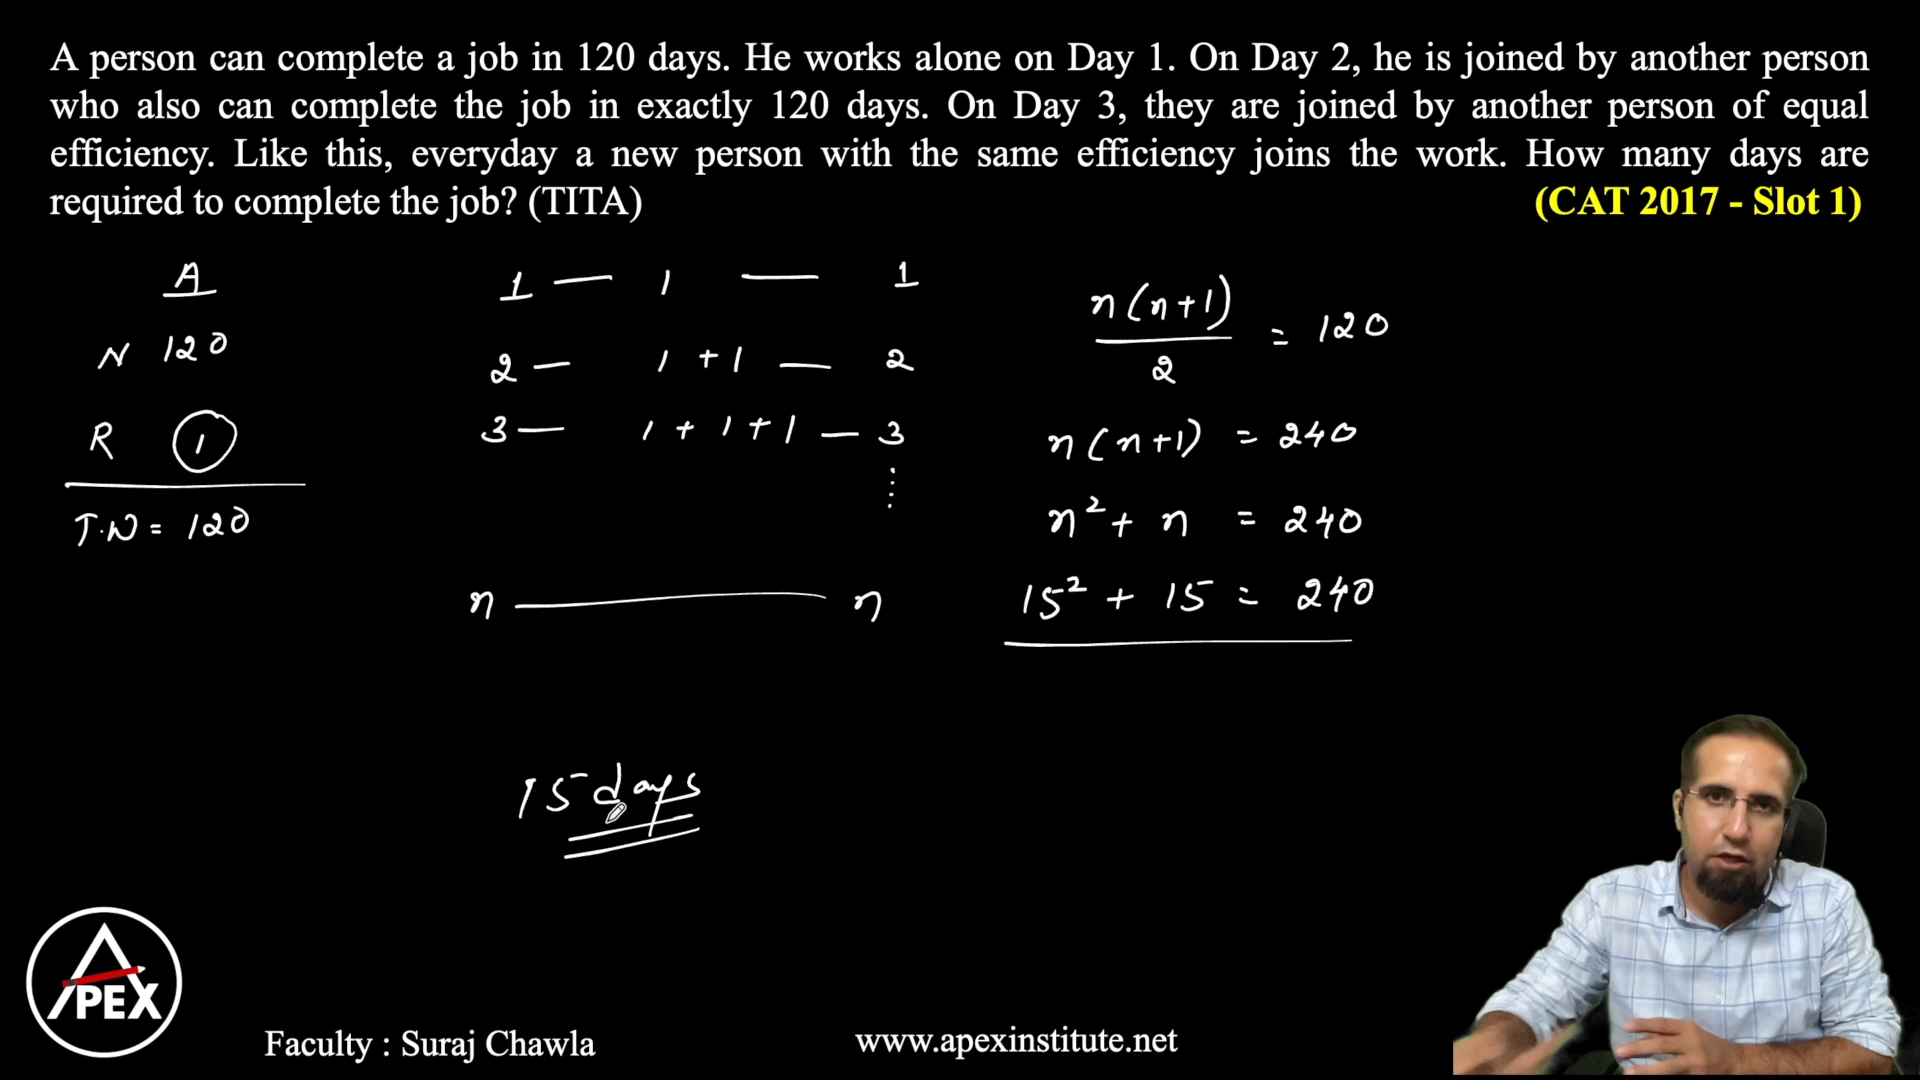 A person can complete a job in 120 days. He works alone on Day 1. On Day 2, he is joined by another person
who also can complete the job in exactly 120 days. On Day 3, they are joined by another person of equal
efficiency. Like this, everyday a new person with the same efficiency joins the work. How many days are
required to complete the job? (TITA) (CAT 2017 - Slot 1)
A
N 120
R 1
T.W = 120
1 — 1 — 1
2 — 1 + 1 — 2
3 — 1 + 1 + 1 — 3
⋮
n — n
n(n+1)/2 = 120
n(n+1) = 240
n² + n = 240
15² + 15 = 240
15 days
APEX
Faculty : Suraj Chawla
www.apexinstitute.net